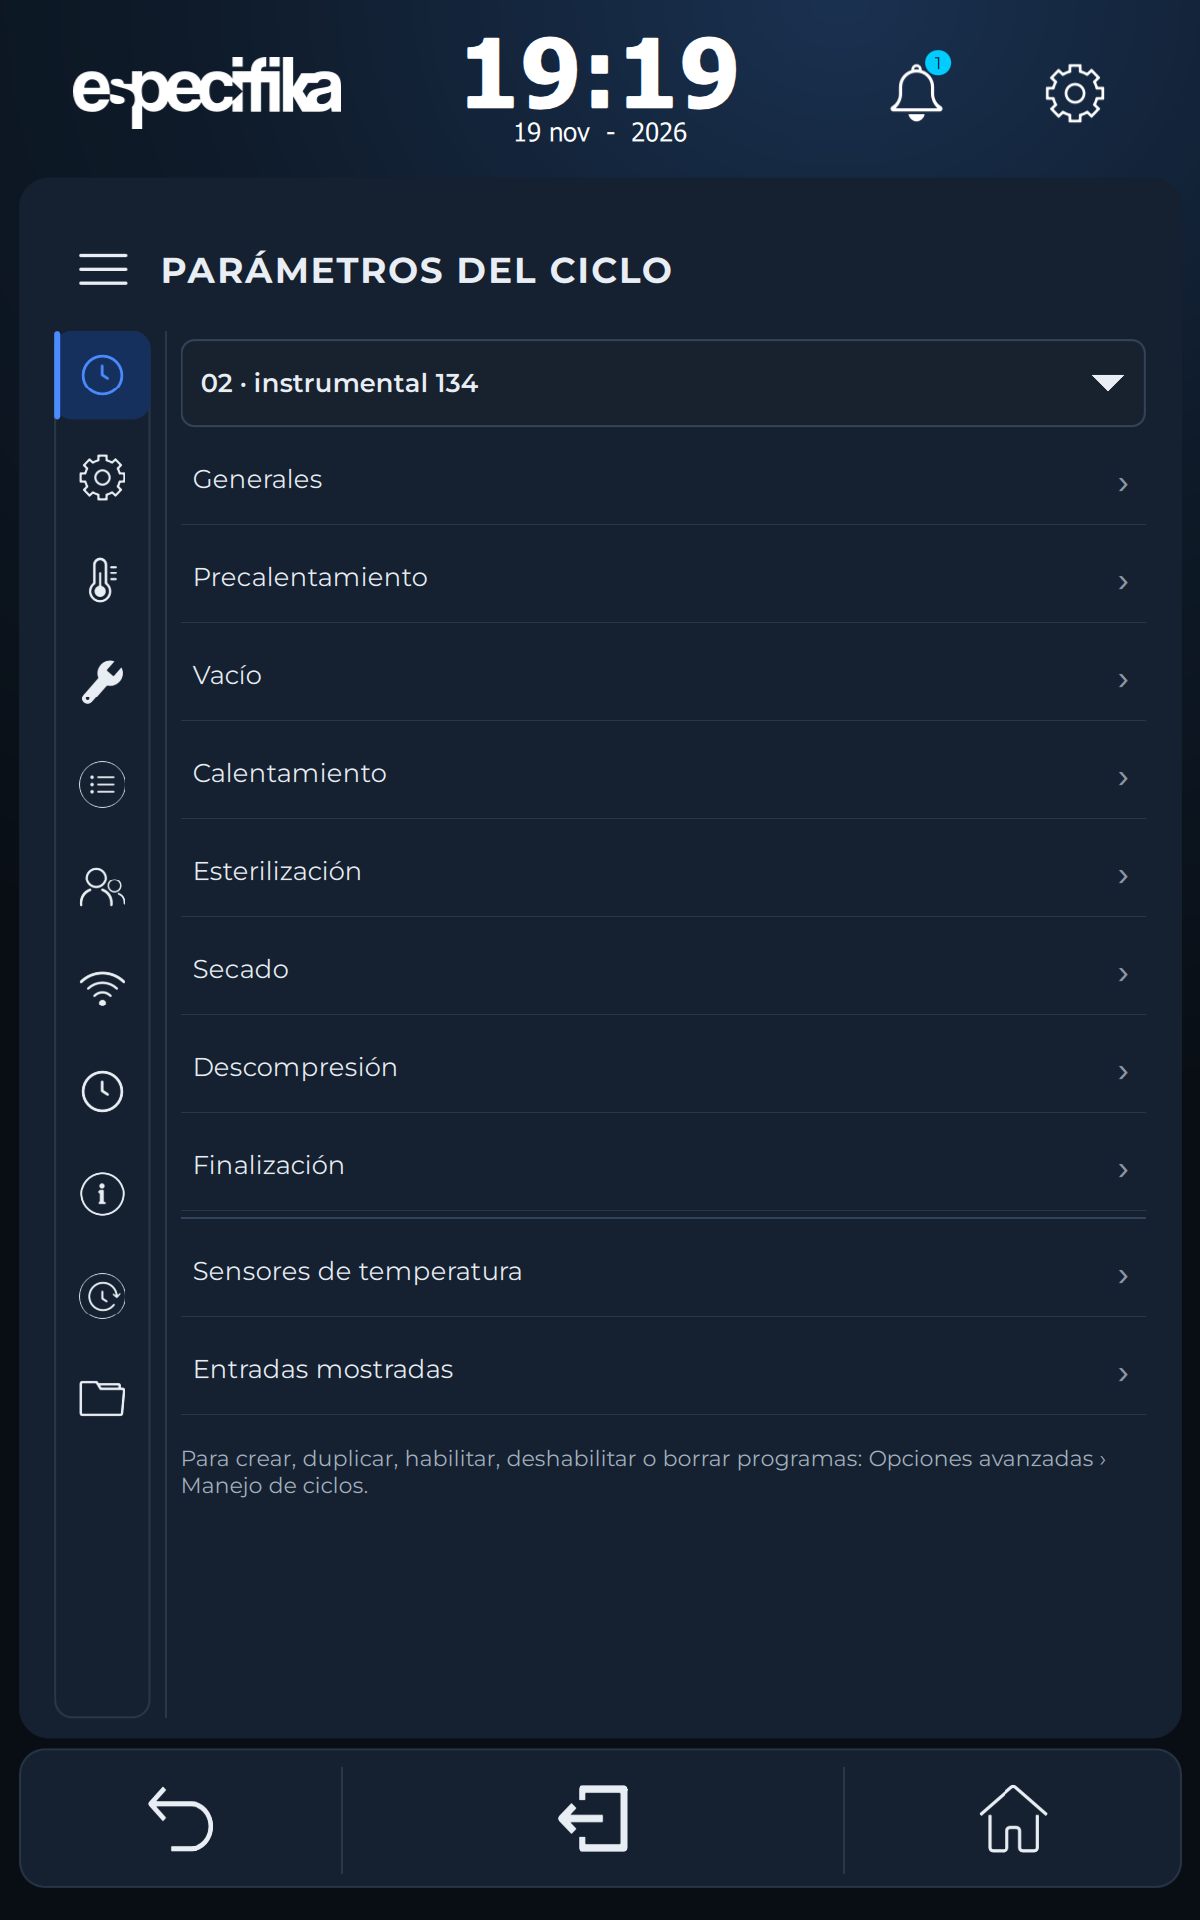 especifika
19:19
19 nov - 2026
1
PARÁMETROS DEL CICLO
02 · instrumental 134
Generales ›
Precalentamiento ›
Vacío ›
Calentamiento ›
Esterilización ›
Secado ›
Descompresión ›
Finalización ›
Sensores de temperatura ›
Entradas mostradas ›
Para crear, duplicar, habilitar, deshabilitar o borrar programas: Opciones avanzadas ›
Manejo de ciclos.